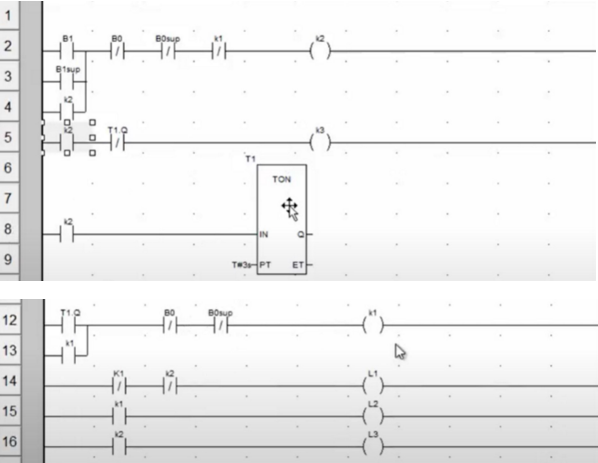 1
2 B1 B0 B0sup k1 k2
3 B1sup
4 k2
5 k2 T1.Q k3
6 T1
TON
7
8 k2 IN Q
9 T#3s PT ET
12 T1.Q B0 B0sup k1
13 k1
14 K1 k2 L1
15 k1 L2
16 k2 L3